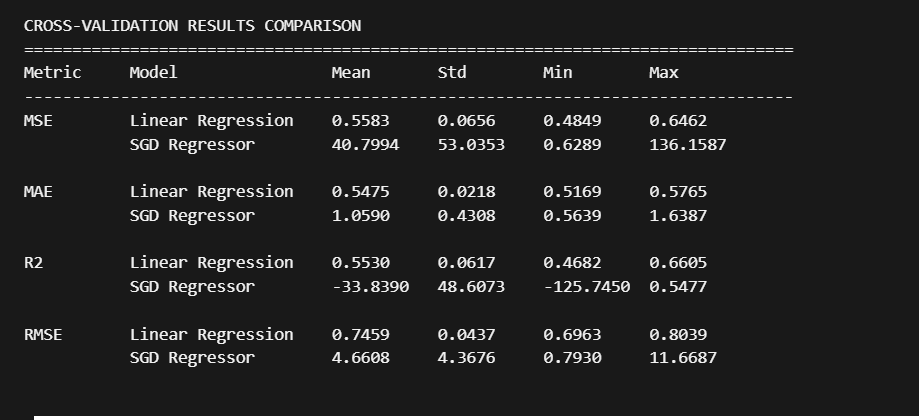 CROSS-VALIDATION RESULTS COMPARISON
================================================================================
Metric     Model                Mean       Std        Min        Max
--------------------------------------------------------------------------------
MSE        Linear Regression    0.5583     0.0656     0.4849     0.6462
           SGD Regressor        40.7994    53.0353    0.6289     136.1587
MAE        Linear Regression    0.5475     0.0218     0.5169     0.5765
           SGD Regressor        1.0590     0.4308     0.5639     1.6387
R2         Linear Regression    0.5530     0.0617     0.4682     0.6605
           SGD Regressor        -33.8390   48.6073    -125.7450  0.5477
RMSE       Linear Regression    0.7459     0.0437     0.6963     0.8039
           SGD Regressor        4.6608     4.3676     0.7930     11.6687